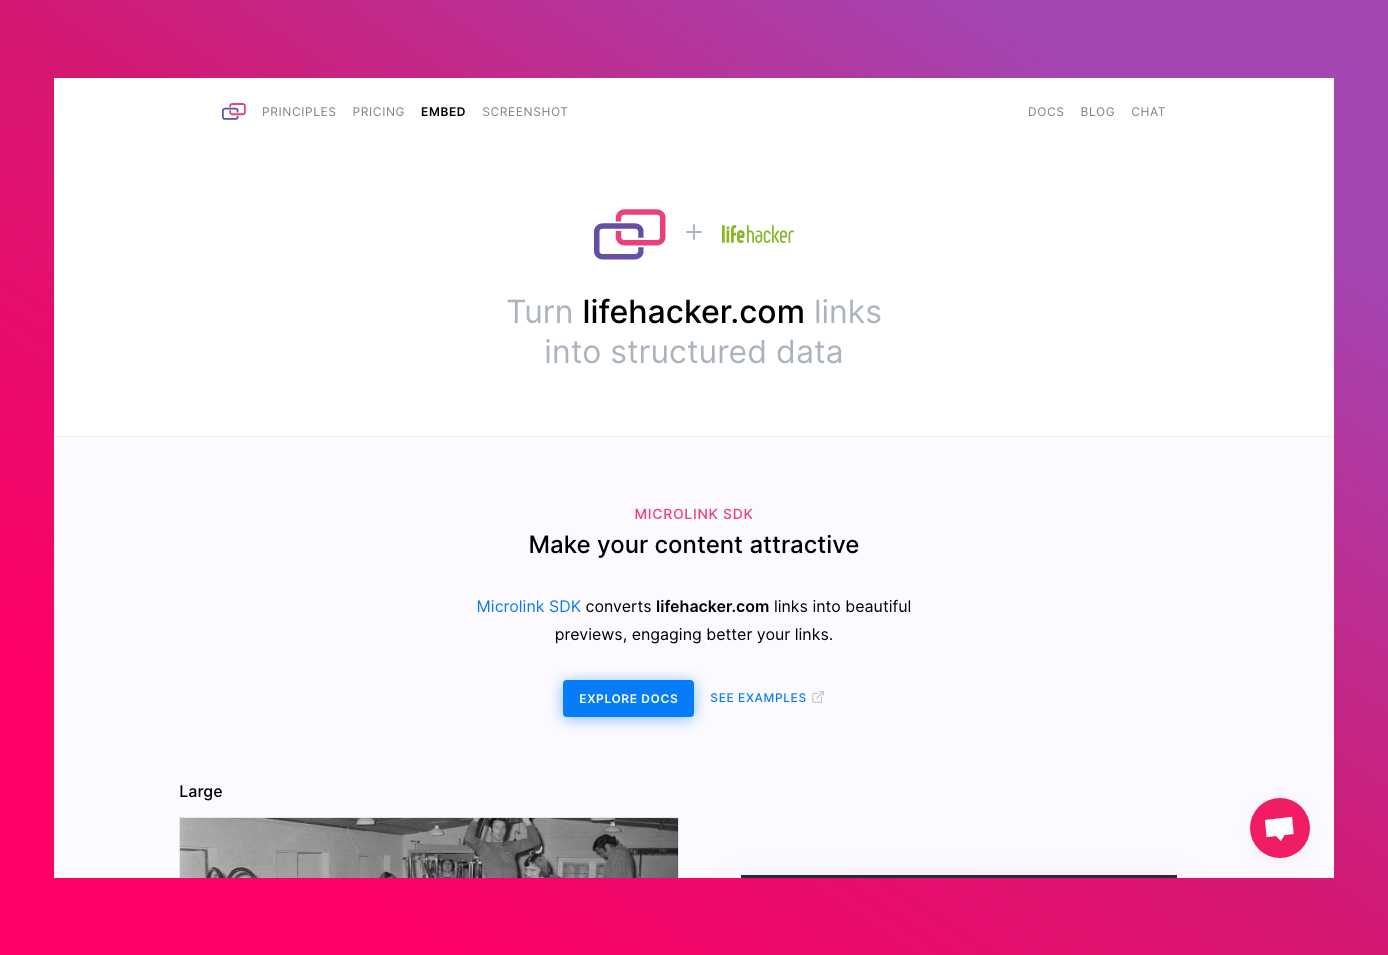 PRINCIPLES PRICING EMBED SCREENSHOT DOCS BLOG CHAT
+ lifehacker
Turn lifehacker.com links
into structured data
MICROLINK SDK
Make your content attractive
Microlink SDK converts lifehacker.com links into beautiful
previews, engaging better your links.
EXPLORE DOCS SEE EXAMPLES
Large